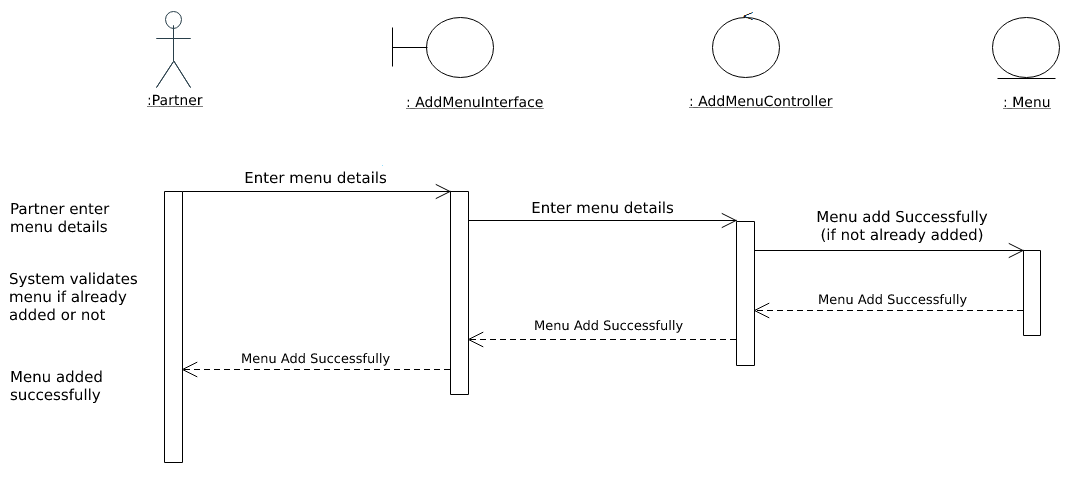 :Partner
: AddMenuInterface
: AddMenuController
: Menu
Enter menu details
Enter menu details
Partner enter
menu details
Menu add Successfully
(if not already added)
System validates
menu if already
added or not
Menu Add Successfully
Menu Add Successfully
Menu Add Successfully
Menu added
successfully